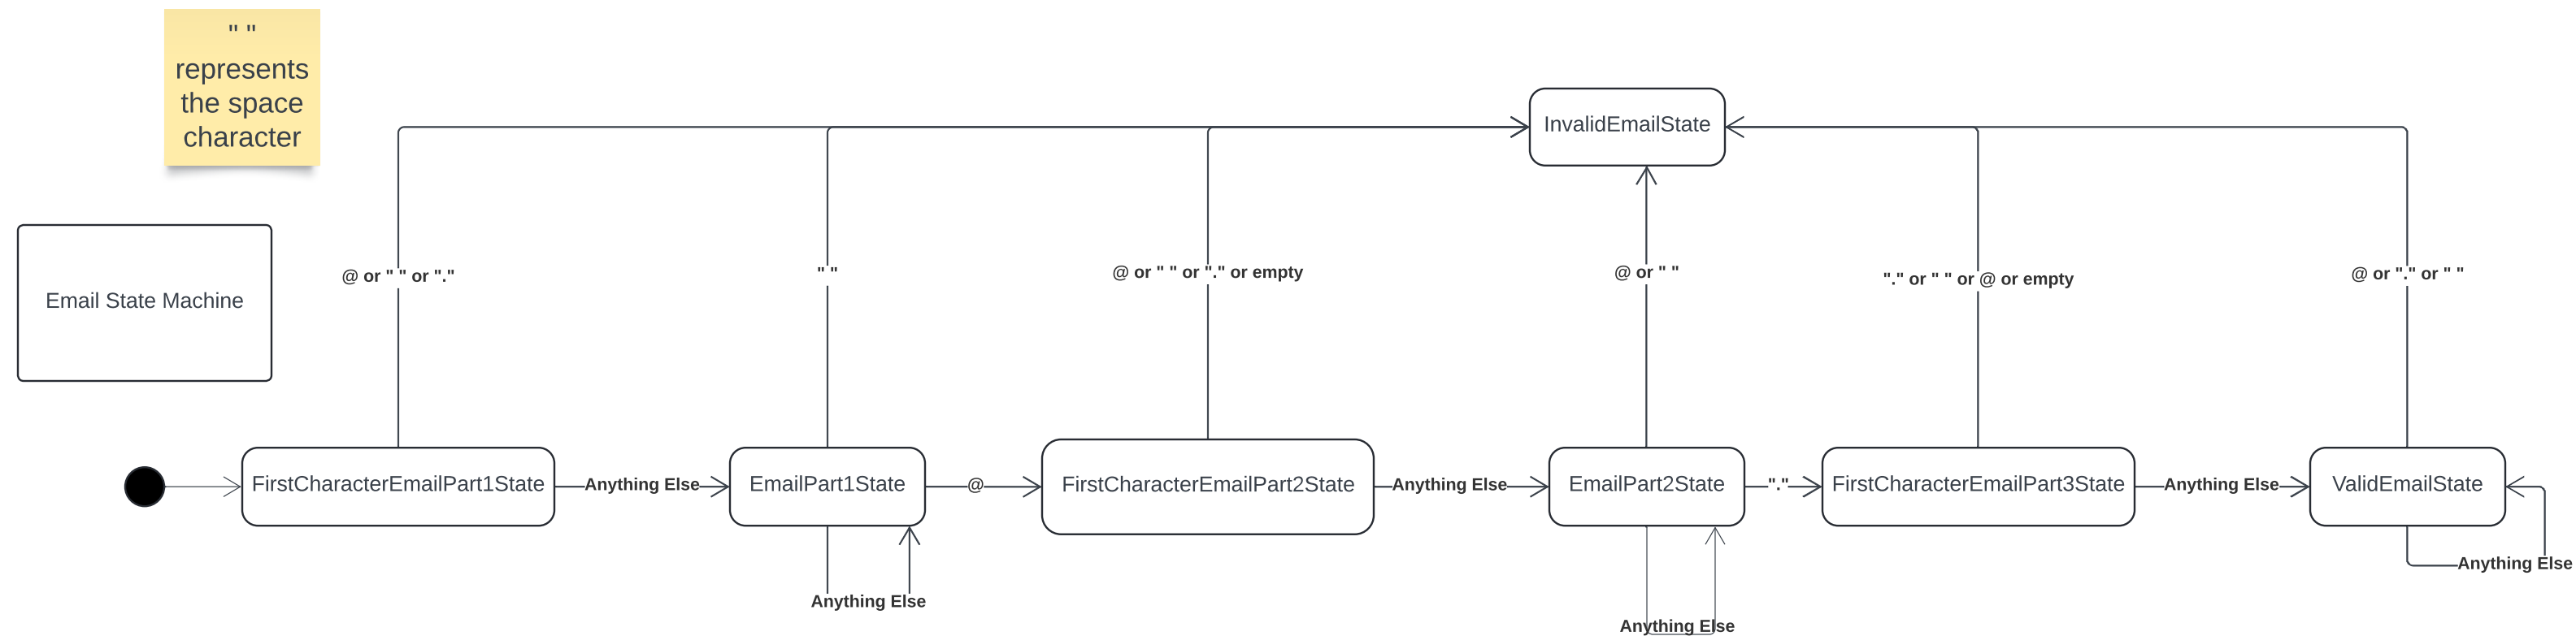 " "
represents
the space
character
InvalidEmailState
Email State Machine
@ or " " or "."
" "
@ or " " or "." or empty
@ or " "
"." or " " or @ or empty
@ or "." or " "
FirstCharacterEmailPart1State
Anything Else
EmailPart1State
@
FirstCharacterEmailPart2State
Anything Else
EmailPart2State
"."
FirstCharacterEmailPart3State
Anything Else
ValidEmailState
Anything Else
Anything Else
Anything Else